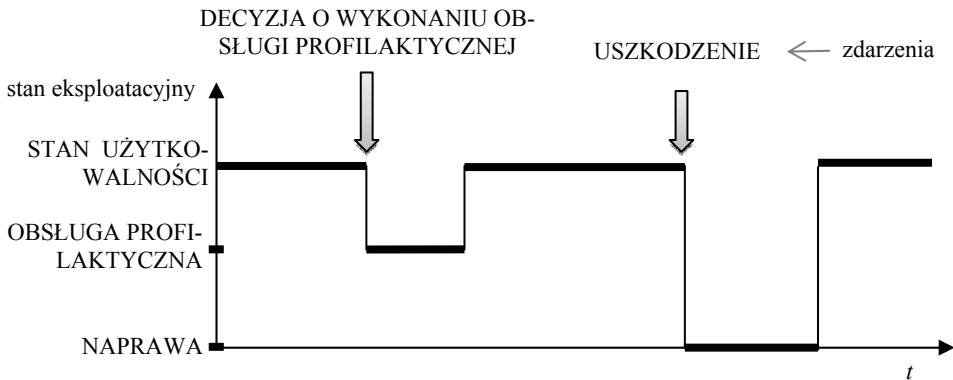 DECYZJA O WYKONANIU OB-
SŁUGI PROFILAKTYCZNEJ
USZKODZENIE
zdarzenia
stan eksploatacyjny
STAN UŻYTKO-
WALNOŚCI
OBSŁUGA PROFI-
LAKTYCZNA
NAPRAWA
t